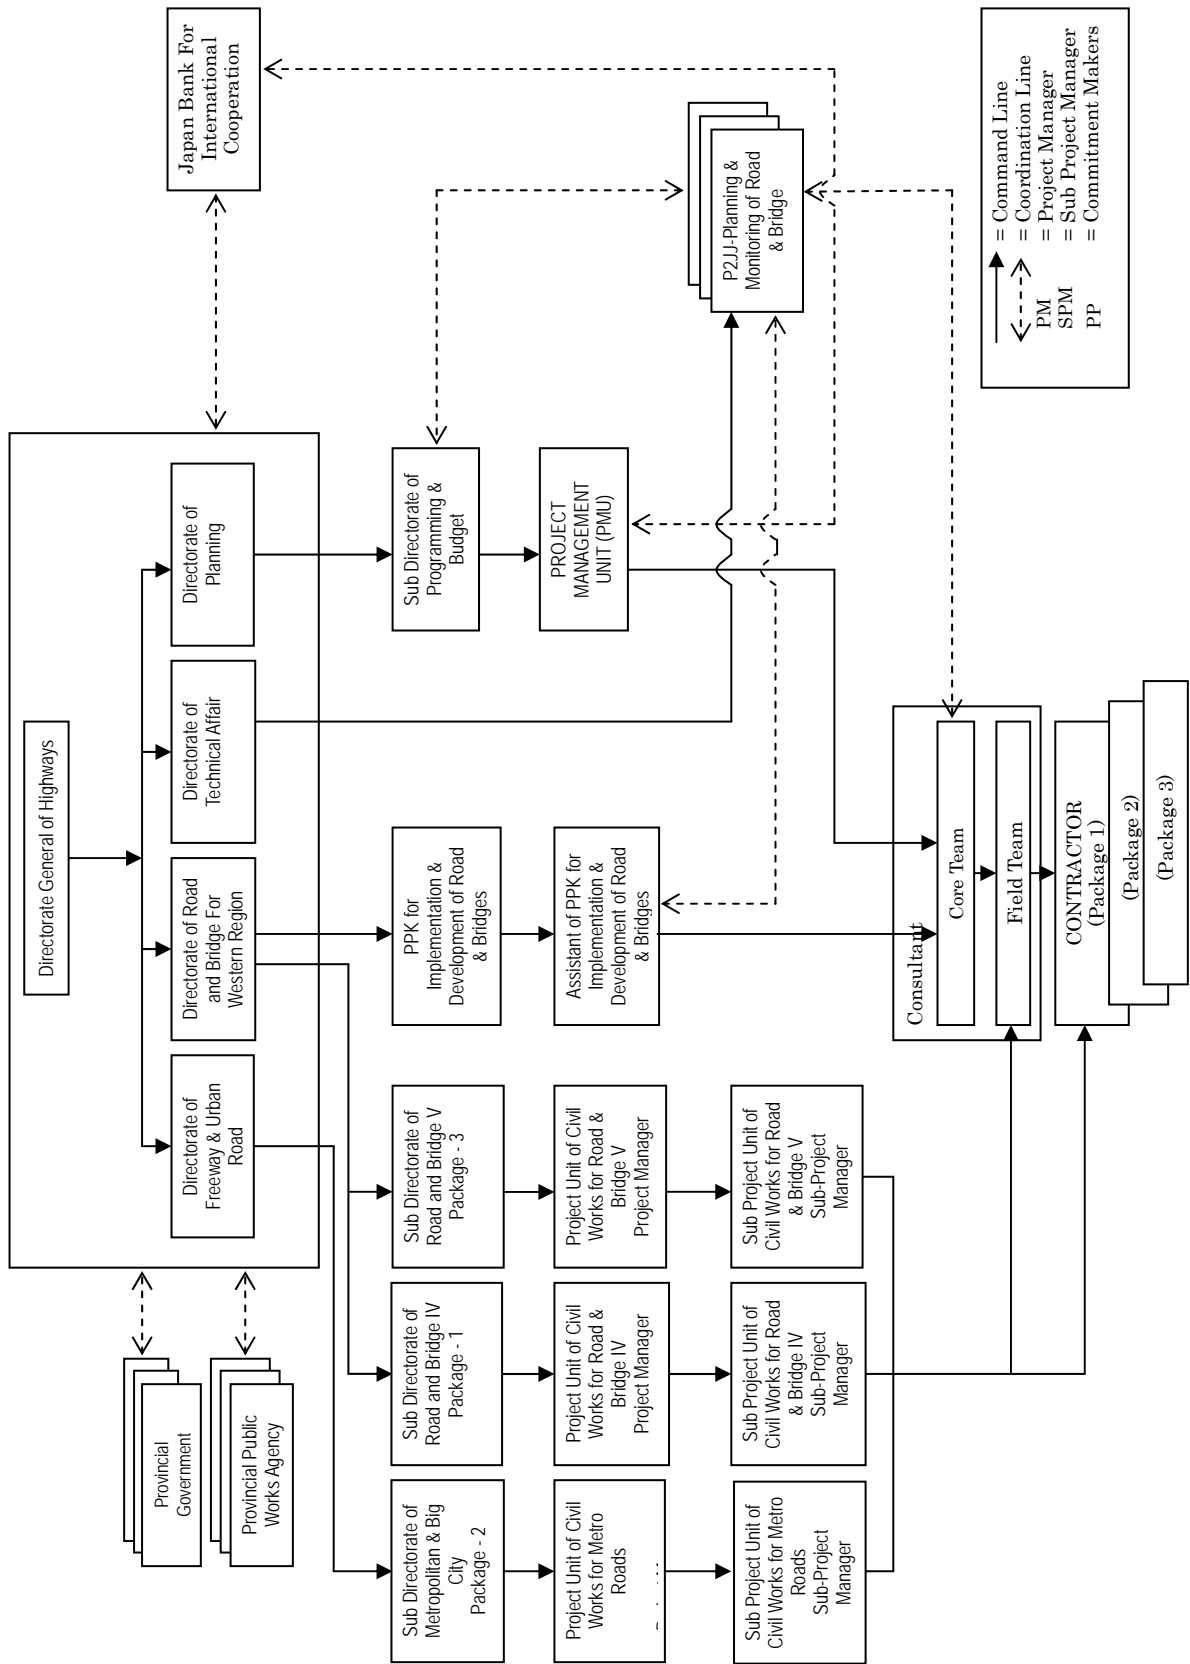 Japan Bank For
International
Cooperation
Directorate General of Highways
Directorate of
Planning
Directorate of
Technical Affair
Directorate of Road
and Bridge For
Western Region
Directorate of
Freeway & Urban
Road
Provincial
Government
Provincial Public
Works Agency
Sub Directorate of
Programming &
Budget
PROJECT
MANAGEMENT
UNIT (PMU)
P2JJ-Planning &
Monitoring of Road
& Bridge
PPK for
Implementation &
Development of Road
& Bridges
Assistant of PPK for
Implementation &
Development of Road
& Bridges
Sub Directorate of
Road and Bridge V
Package - 3
Project Unit of Civil
Works for Road &
Bridge V
Project Manager
Sub Project Unit of
Civil Works for Road
& Bridge V
Sub-Project
Manager
Sub Directorate of
Road and Bridge IV
Package - 1
Project Unit of Civil
Works for Road &
Bridge IV
Project Manager
Sub Project Unit of
Civil Works for Road
& Bridge IV
Sub-Project
Manager
Sub Directorate of
Metropolitan & Big
City
Package - 2
Project Unit of Civil
Works for Metro
Roads
Sub Project Unit of
Civil Works for Metro
Roads
Sub-Project
Manager
Consultant
Core Team
Field Team
CONTRACTOR
(Package 1)
(Package 2)
(Package 3)
= Command Line
= Coordination Line
PM = Project Manager
SPM = Sub Project Manager
PP = Commitment Makers